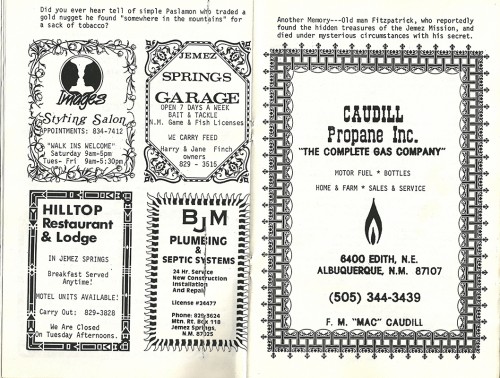 Did you ever hear tell of simple Paslamon who traded a
gold nugget he found "somewhere in the mountains" for
a sack of tobacco?
Images
Styling Salon
APPOINTMENTS: 834-7412
"WALK INS WELCOME"
Saturday 9am-5pm
Tues- Fri 9am-5:30pm
JEMEZ
SPRINGS
GARAGE
OPEN 7 DAYS A WEEK
BAIT & TACKLE
N.M. Game & Fish Licenses
WE CARRY FEED
Harry & Jane Finch
owners
829 - 3515
HILLTOP
Restaurant
& Lodge
IN JEMEZ SPRINGS
Breakfast Served
Anytime!
MOTEL UNITS AVAILABLE!
Carry Out: 829-3828
We Are Closed
On Tuesday Afternoons.
BJM
PLUMBING
&
SEPTIC SYSTEMS
24 Hr. Service
New Construction
Installation
And Repair
License #24677
Phone: 829-3624
Mtn. Rt. Box 118
Jemez Springs,
N.M. 87025
Another Memory---Old man Fitzpatrick, who reportedly
found the hidden treasures of the Jemez Mission, and
died under mysterious circumstances with his secret.
CAUDILL
Propane Inc.
"THE COMPLETE GAS COMPANY"
MOTOR FUEL * BOTTLES
HOME & FARM * SALES & SERVICE
6400 EDITH, N.E.
ALBUQUERQUE, N.M. 87107
(505) 344-3439
F. M. "MAC" CAUDILL